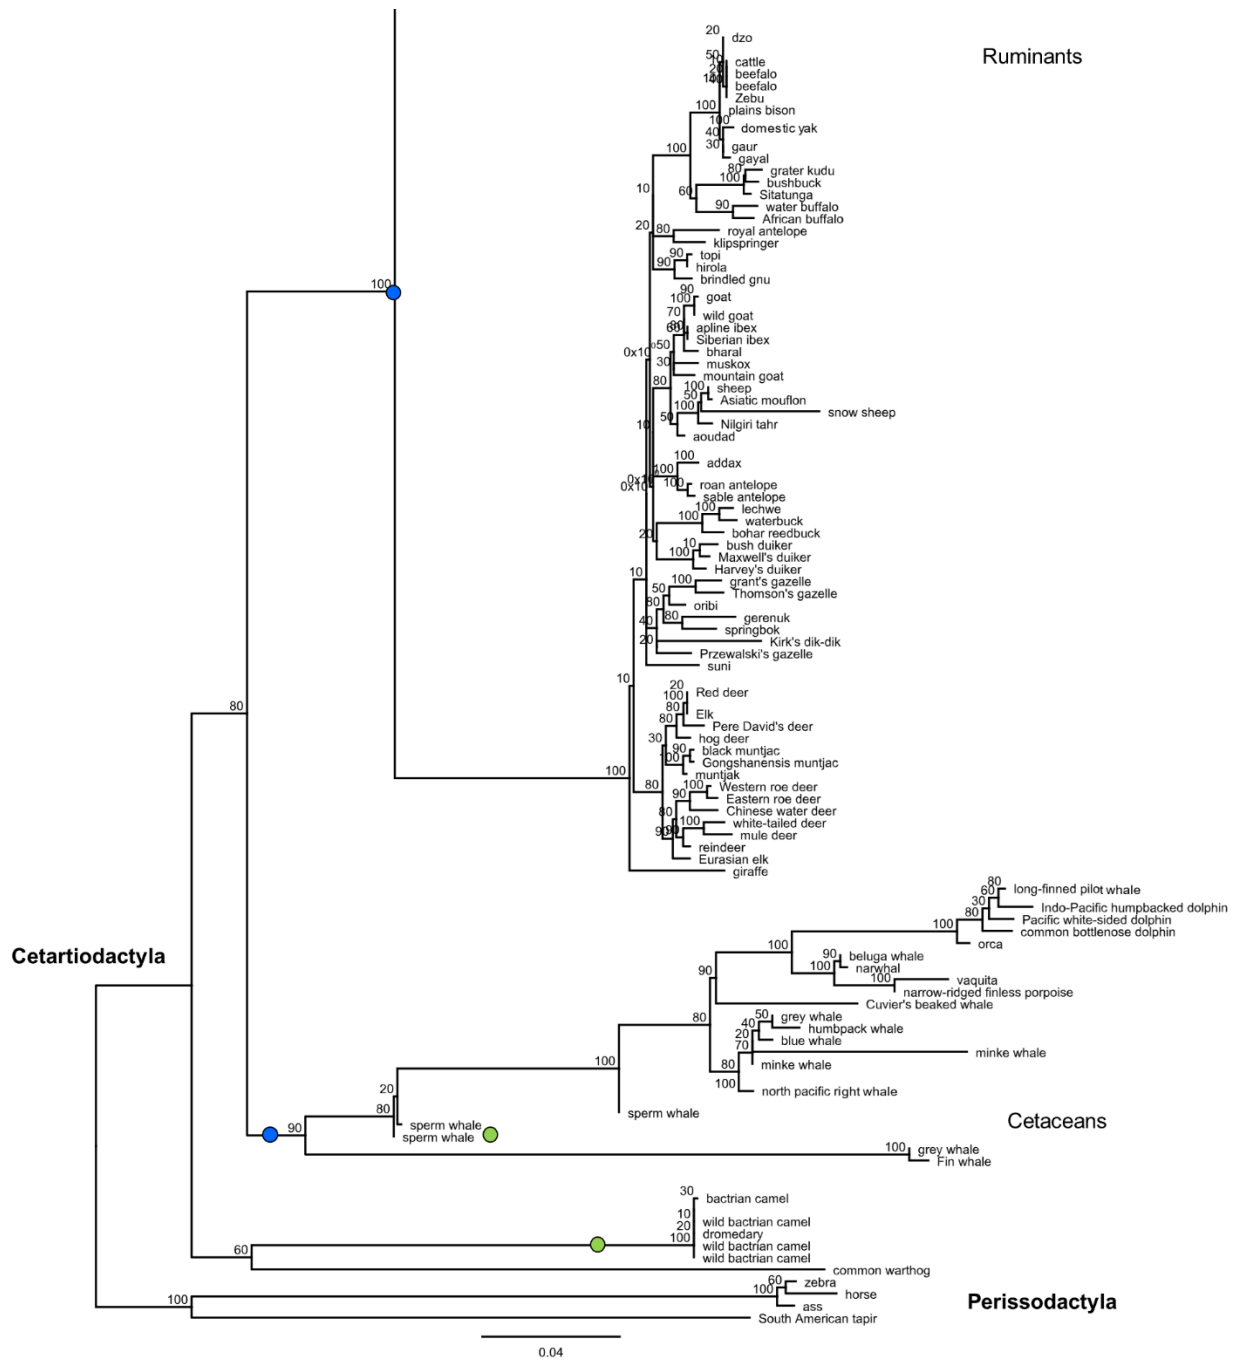 20
dzo
Ruminants
50
cattle
beefalo
beefalo
Zebu
100
plains bison
100
domestic yak
40
30
gaur
100
gayal
80
grater kudu
100
bushbuck
10
60
Sitatunga
90
water buffalo
African buffalo
20
80
royal antelope
klipspringer
90
topi
90
hirola
brindled gnu
100
90
goat
100
70
wild goat
apline ibex
Siberian ibex
0x10
50
bharal
30
muskox
mountain goat
80
100
sheep
50
Asiatic mouflon
100
snow sheep
10
50
Nilgiri tahr
aoudad
100
addax
100
0x10
100
roan antelope
sable antelope
100
lechwe
100
waterbuck
20
bohar reedbuck
10
bush duiker
100
Maxwell's duiker
Harvey's duiker
10
100
grant's gazelle
50
Thomson's gazelle
80
oribi
40
80
gerenuk
springbok
20
Kirk's dik-dik
Przewalski's gazelle
suni
10
20
100
Red deer
80
Elk
80
Pere David's deer
30
hog deer
90
black muntjac
100
Gongshanensis muntjac
muntjak
100
80
100
Western roe deer
90
Eastern roe deer
80
Chinese water deer
100
white-tailed deer
90
mule deer
reindeer
Eurasian elk
giraffe
80
80
long-finned pilot whale
60
30
Indo-Pacific humpbacked dolphin
80
Pacific white-sided dolphin
100
common bottlenose dolphin
orca
Cetartiodactyla
100
90
beluga whale
90
100
narwhal
100
vaquita
narrow-ridged finless porpoise
Cuvier's beaked whale
80
50
grey whale
40
humbpack whale
20
blue whale
70
minke whale
100
80
minke whale
100
north pacific right whale
20
80
sperm whale
sperm whale
sperm whale
Cetaceans
90
100
grey whale
Fin whale
30
bactrian camel
10
wild bactrian camel
20
dromedary
100
wild bactrian camel
60
wild bactrian camel
common warthog
60
zebra
100
horse
100
ass
Perissodactyla
South American tapir
0.04